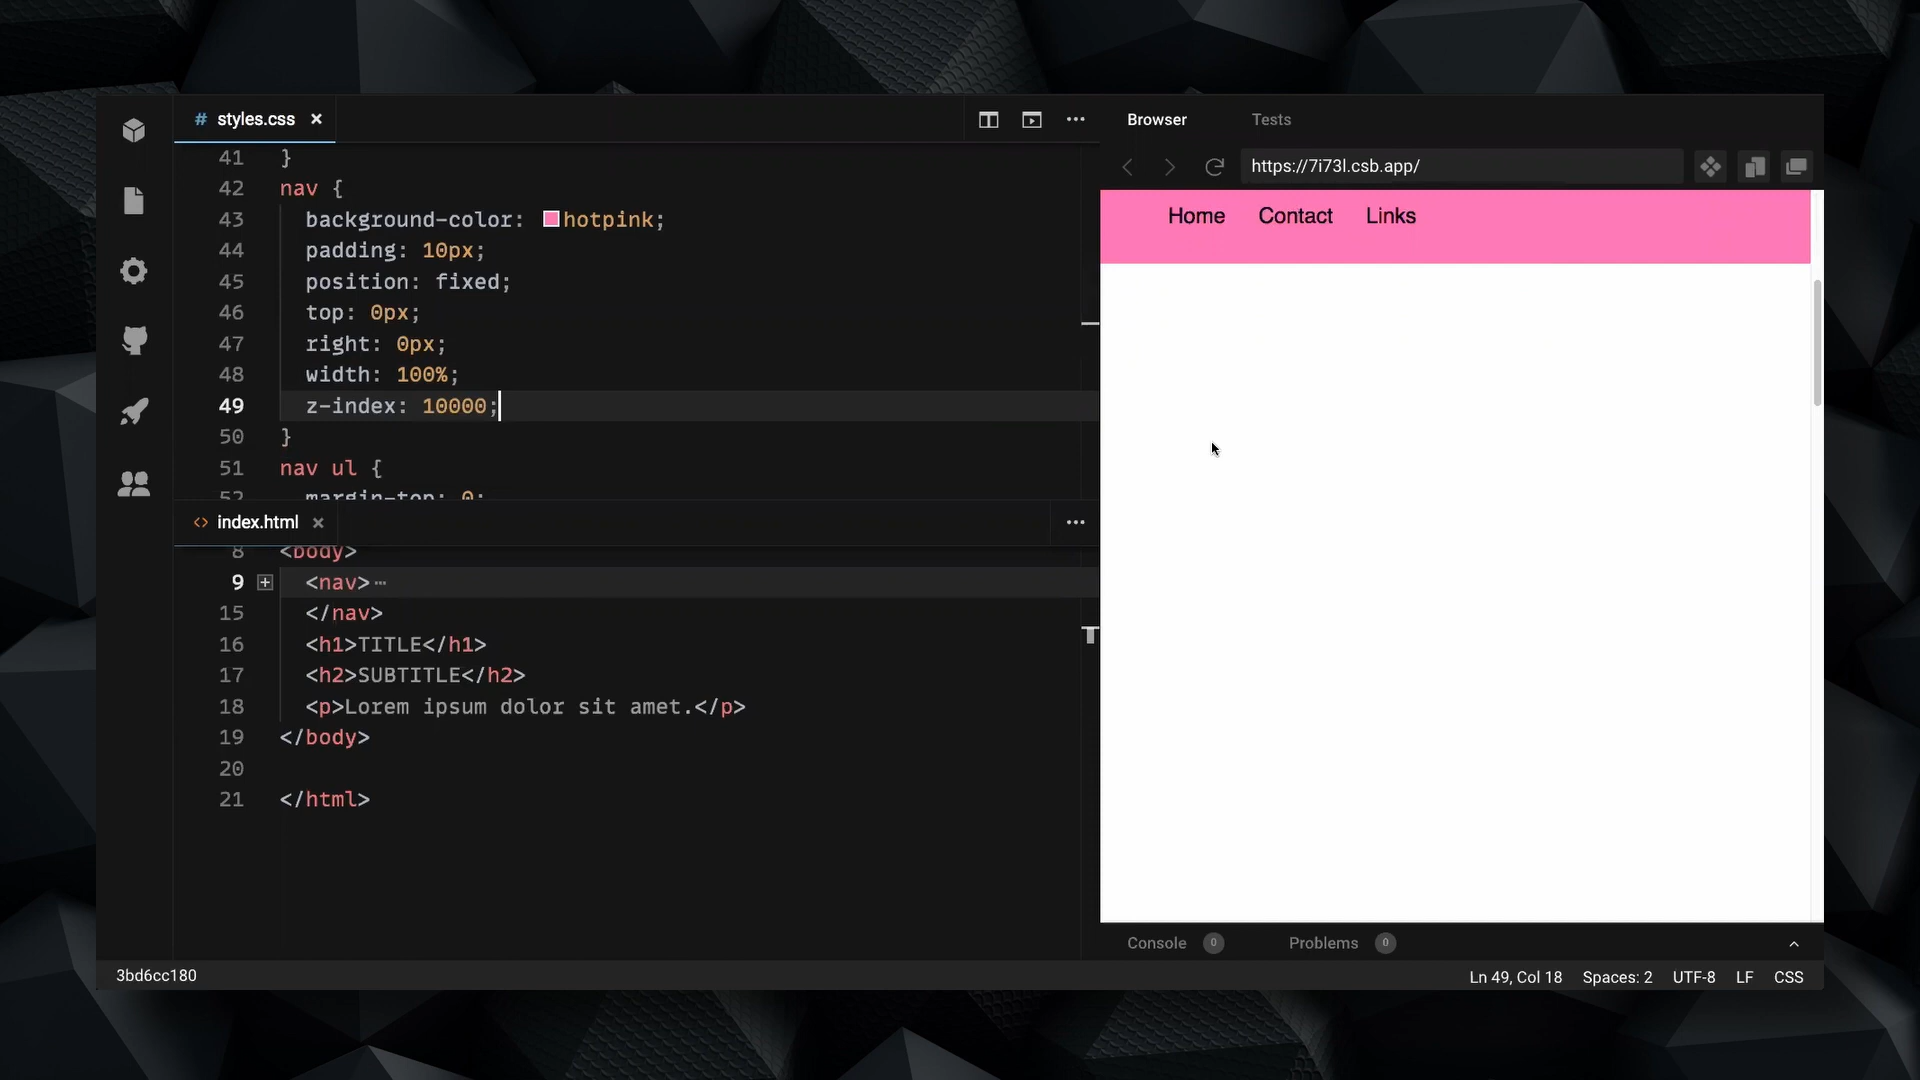 # styles.css ×
41 }
42 nav {
43 background-color: hotpink;
44 padding: 10px;
45 position: fixed;
46 top: 0px;
47 right: 0px;
48 width: 100%;
49 z-index: 10000;
50 }
51 nav ul {
52 margin-top: 0;
<> index.html ×
8 <body>
9 <nav>…
15 </nav>
16 <h1>TITLE</h1>
17 <h2>SUBTITLE</h2>
18 <p>Lorem ipsum dolor sit amet.</p>
19 </body>
20
21 </html>
Browser Tests
https://7i73l.csb.app/
Home Contact Links
Console 0 Problems 0
3bd6cc180
Ln 49, Col 18 Spaces: 2 UTF-8 LF CSS